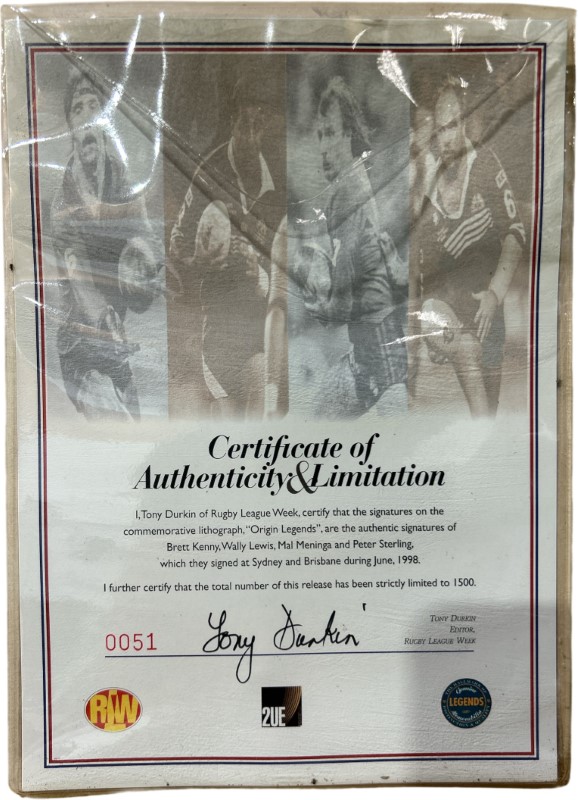 Certificate of
Authenticity & Limitation
I, Tony Durkin of Rugby League Week, certify that the signatures on the
commemorative lithograph, "Origin Legends", are the authentic signatures of
Brett Kenny, Wally Lewis, Mal Meninga and Peter Sterling,
which they signed at Sydney and Brisbane during June, 1998.
I further certify that the total number of this release has been strictly limited to 1500.
0051
Tony Durkin
Tony Durkin
Editor,
Rugby League Week
RLW
2UE
LEGENDS
6